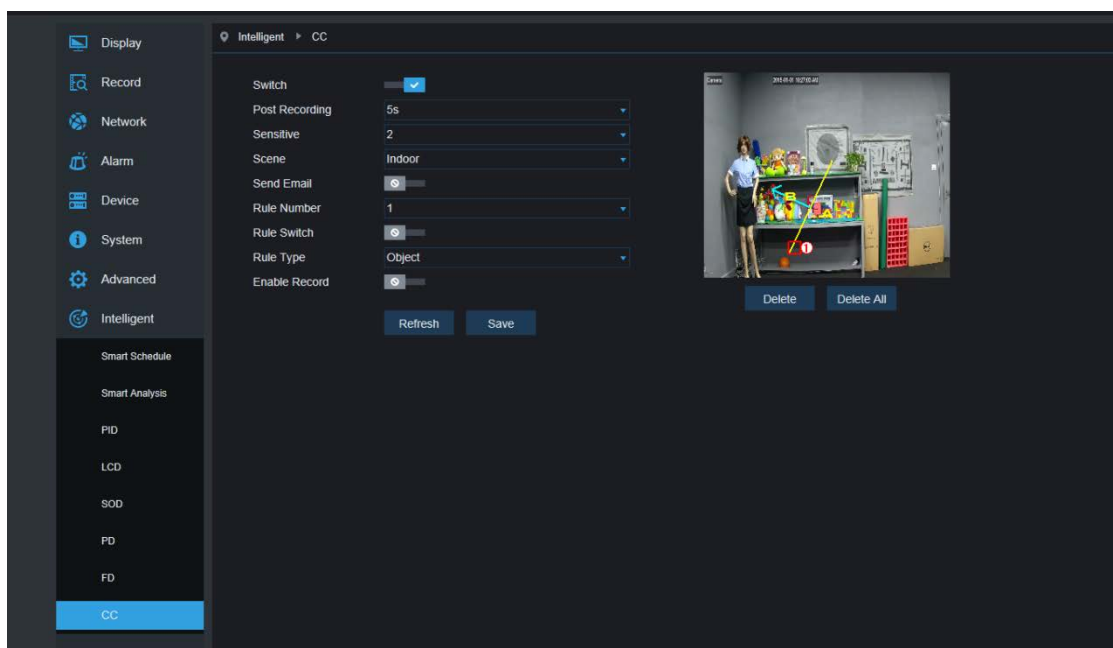 Intelligent ▶ CC
Display
Record
Network
Alarm
Device
System
Advanced
Intelligent
Smart Schedule
Smart Analysis
PID
LCD
SOD
PD
FD
CC
Switch
Post Recording 5s
Sensitive 2
Scene Indoor
Send Email
Rule Number 1
Rule Switch
Rule Type Object
Enable Record
Refresh Save
Camera
B
A
1
Delete Delete All